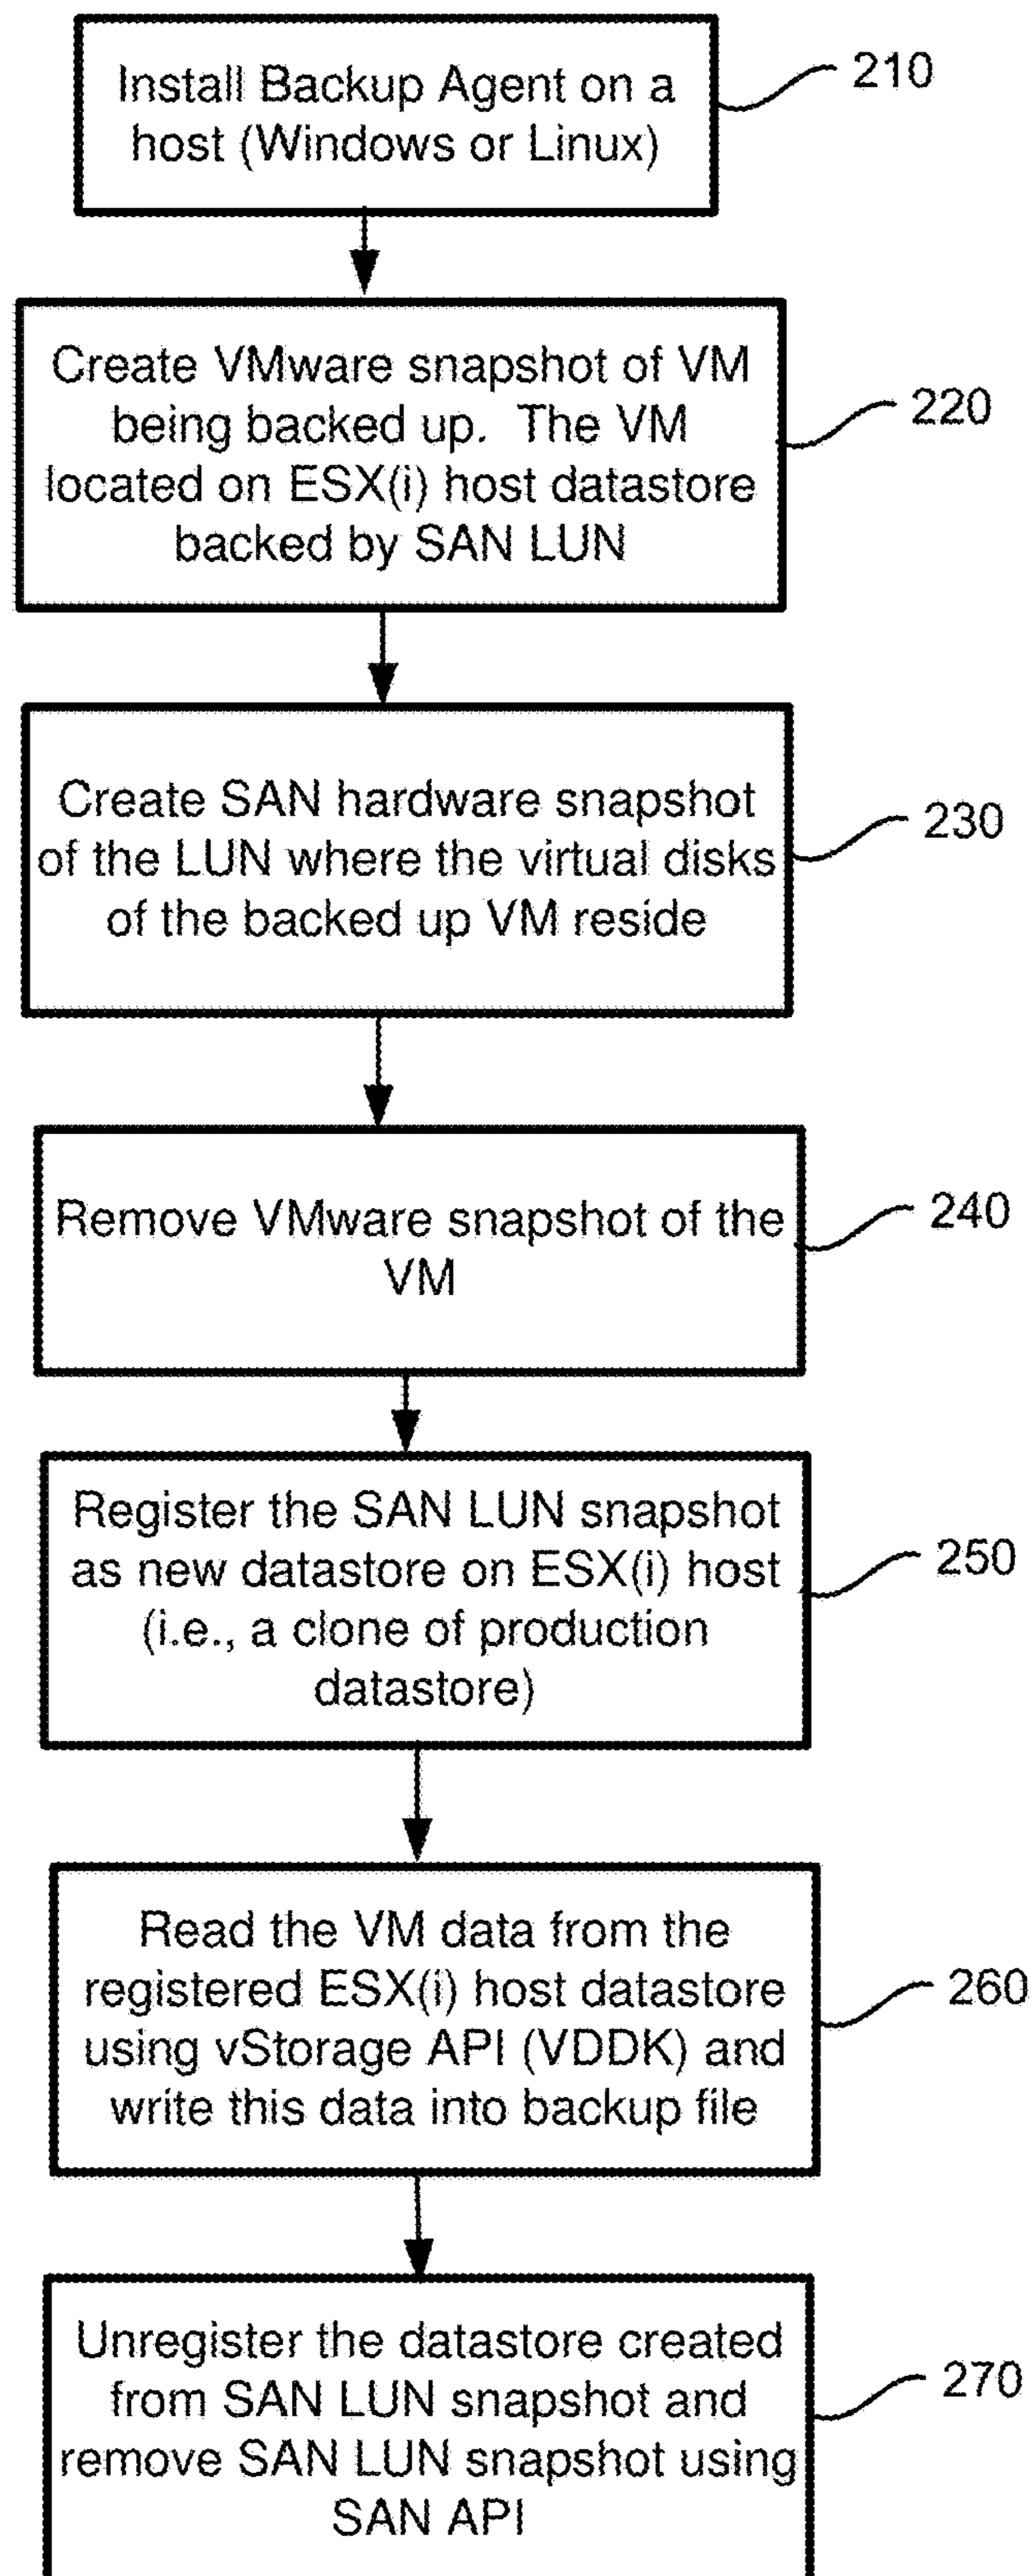 Install Backup Agent on a
host (Windows or Linux)
210
Create VMware snapshot of VM
being backed up. The VM
located on ESX(i) host datastore
backed by SAN LUN
220
Create SAN hardware snapshot
of the LUN where the virtual disks
of the backed up VM reside
230
Remove VMware snapshot of the
VM
240
Register the SAN LUN snapshot
as new datastore on ESX(i) host
(i.e., a clone of production
datastore)
250
Read the VM data from the
registered ESX(i) host datastore
using vStorage API (VDDK) and
write this data into backup file
260
Unregister the datastore created
from SAN LUN snapshot and
remove SAN LUN snapshot using
SAN API
270